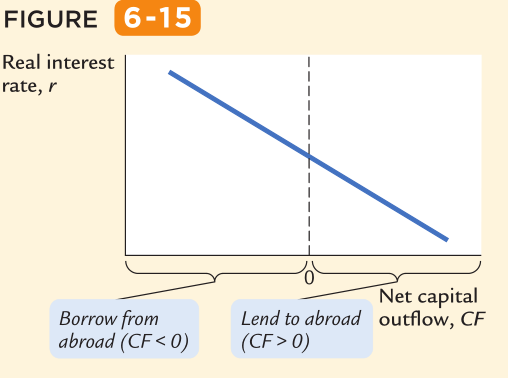 FIGURE 6-15
Real interest
rate, r
0
Net capital
outflow, CF
Borrow from
abroad (CF < 0)
Lend to abroad
(CF > 0)